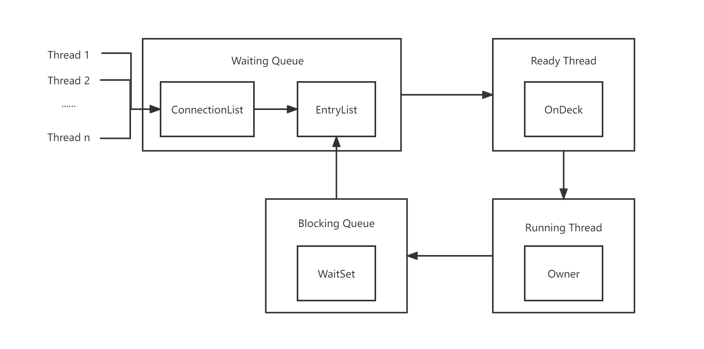 Thread 1
Thread 2
......
Thread n
Waiting Queue
ConnectionList
EntryList
Ready Thread
OnDeck
Blocking Queue
WaitSet
Running Thread
Owner